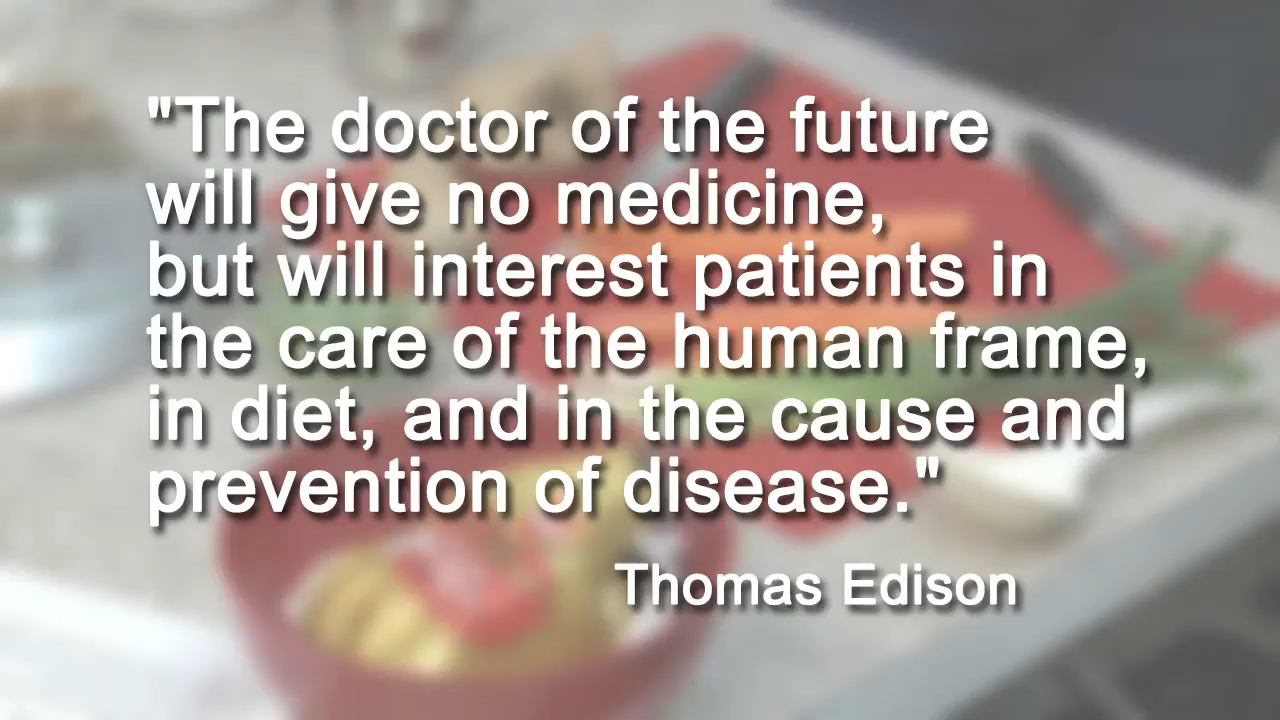 "The doctor of the future
will give no medicine,
but will interest patients in
the care of the human frame,
in diet, and in the cause and
prevention of disease."
Thomas Edison